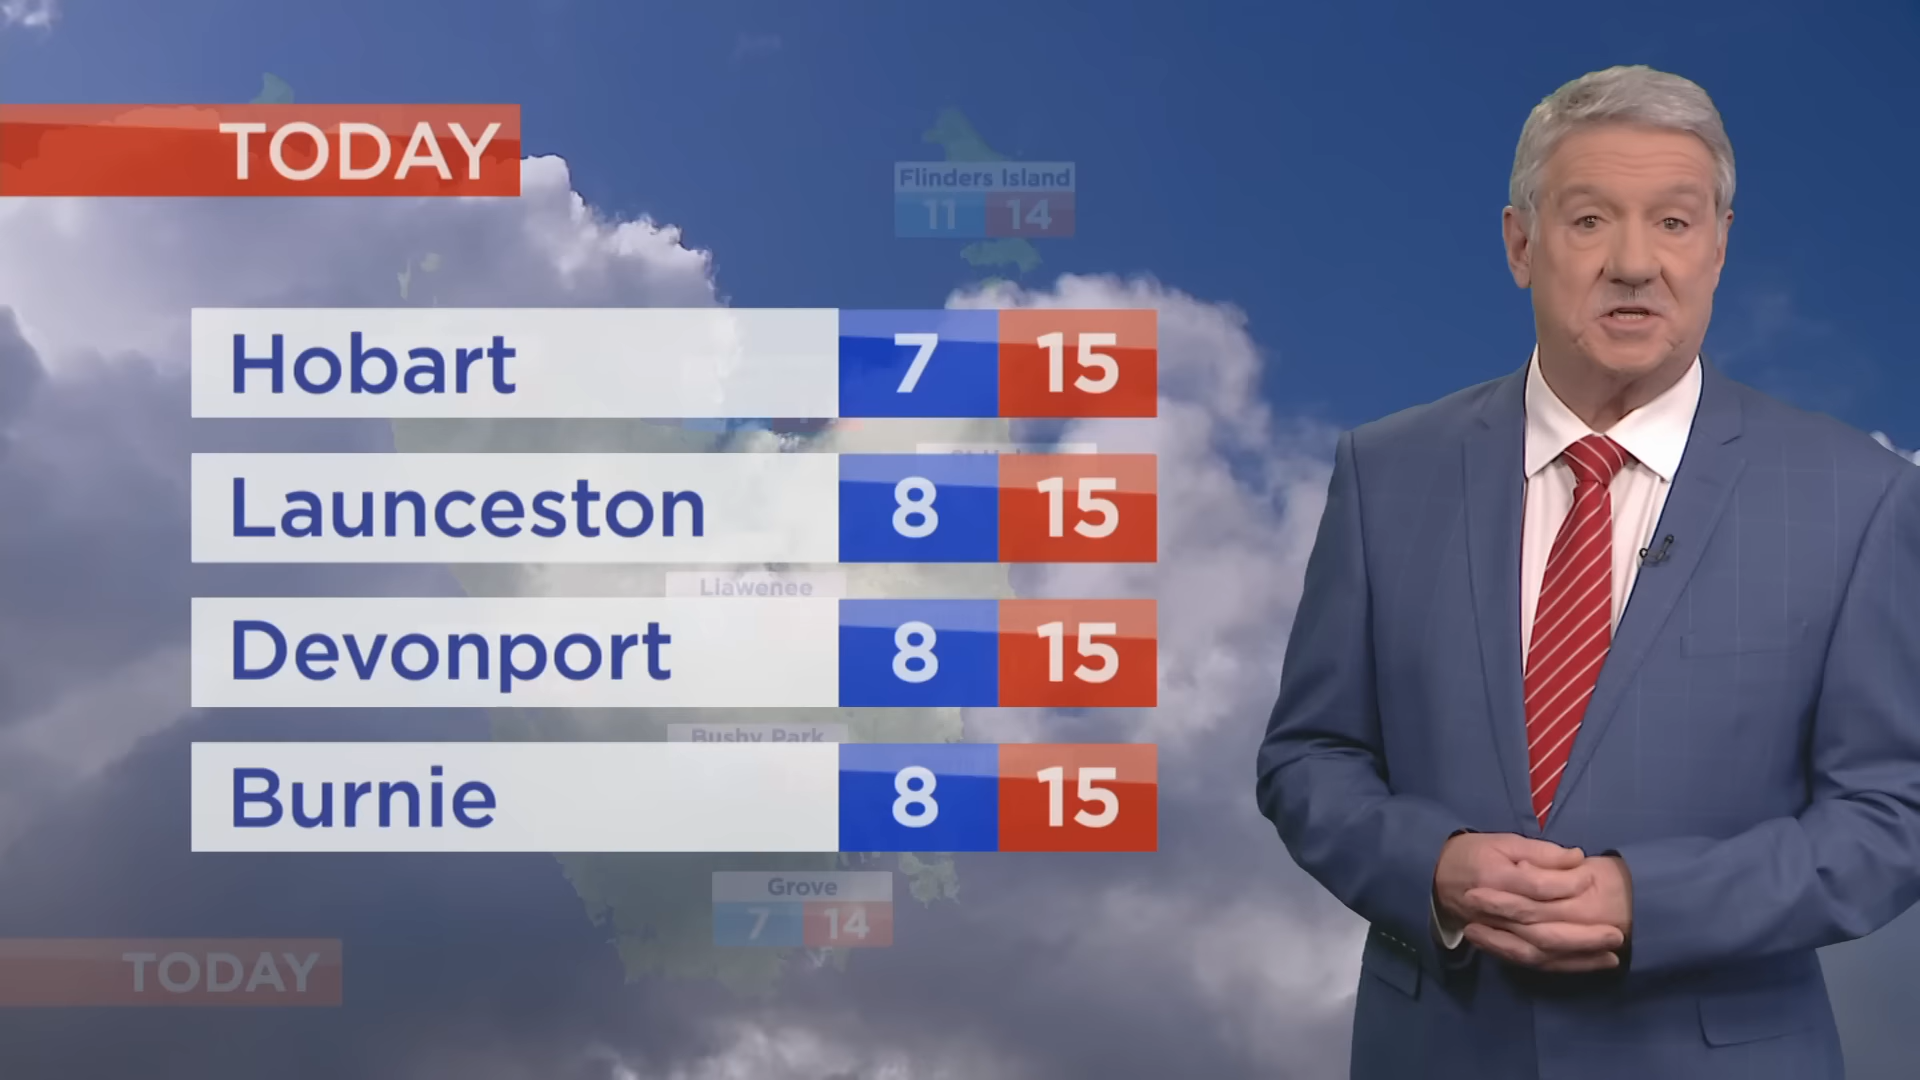 TODAY
Flinders Island
11 14
Hobart 7 15
Launceston 8 15
Llawenee
Devonport 8 15
Bushy Park
Burnie 8 15
Grove
7 14
TODAY